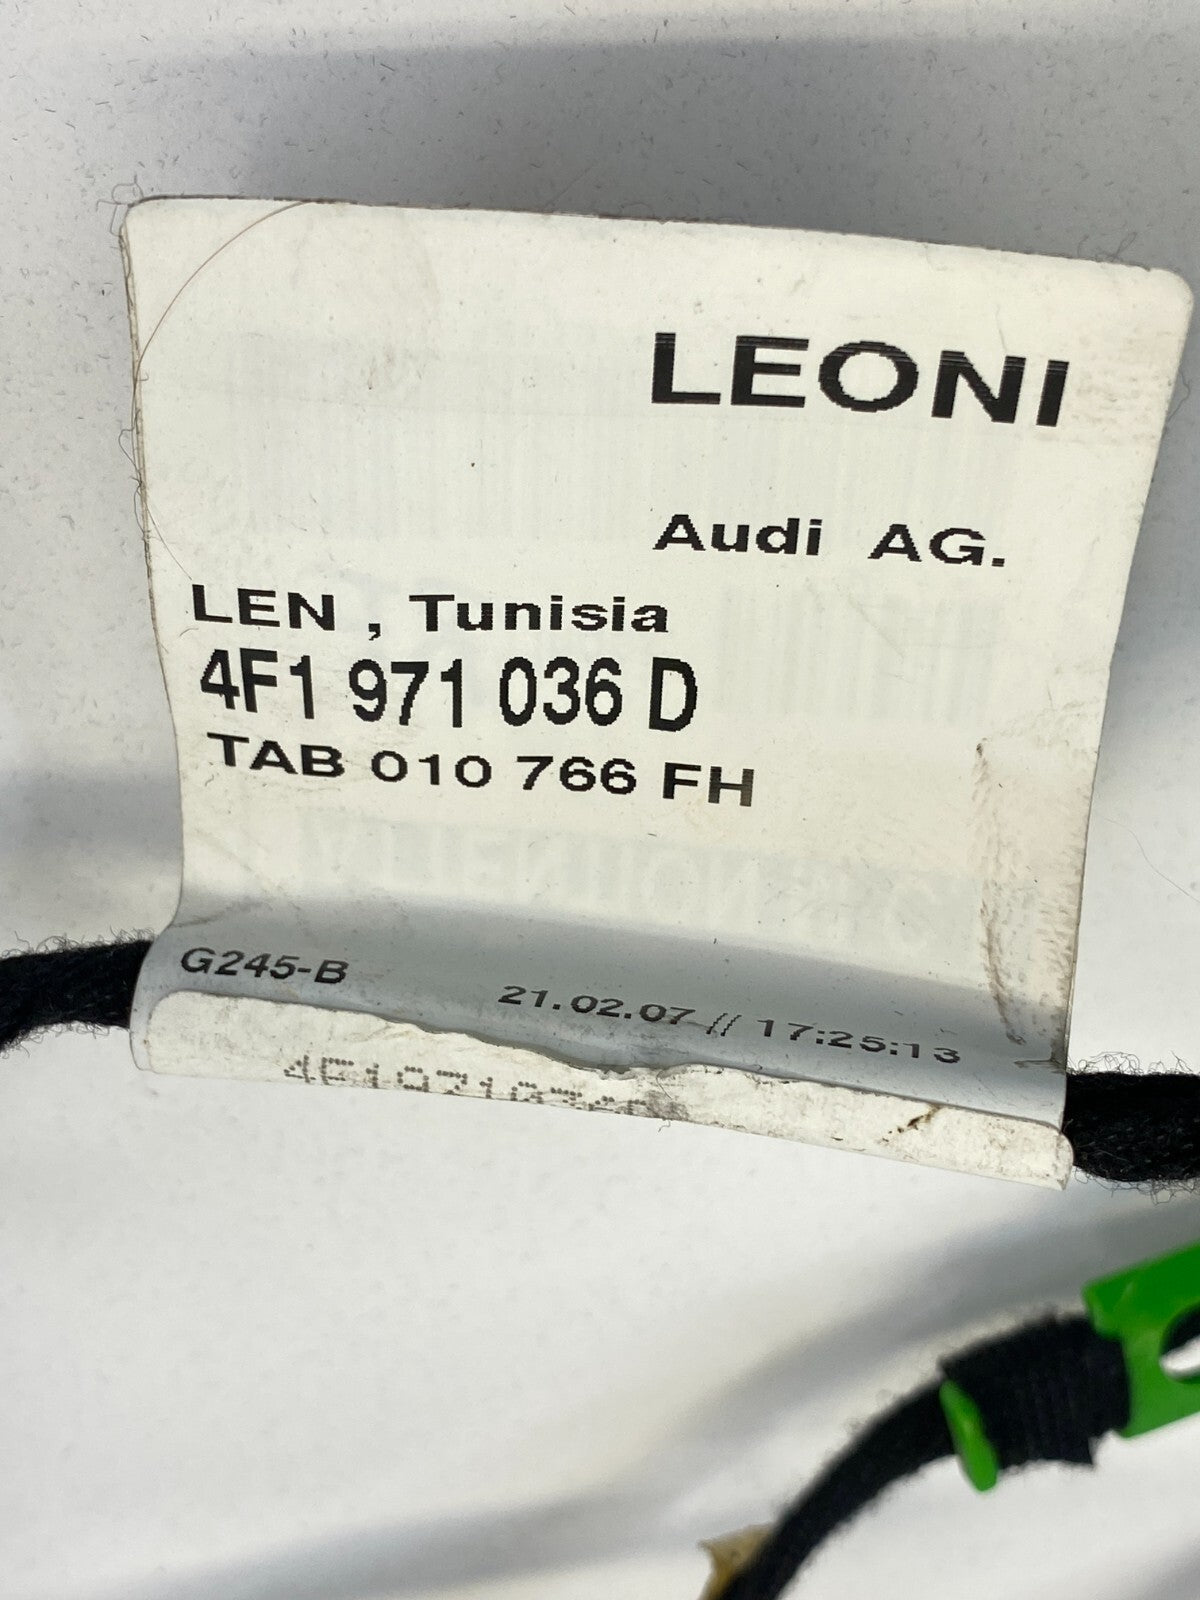 LEONI
Audi AG.
LEN , Tunisia
4F1 971 036 D
TAB 010 766 FH
G245-B
21.02.07 // 17:25:13
4F1971036D